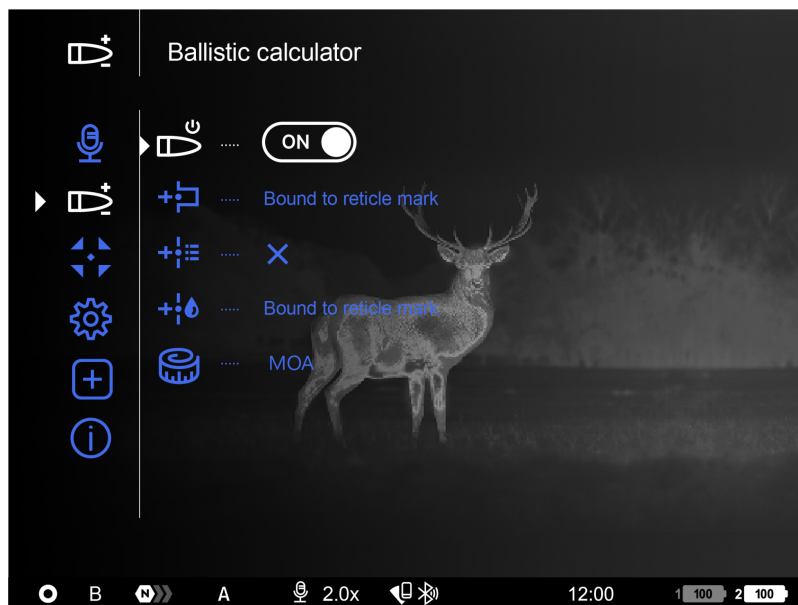 Ballistic calculator
ON
Bound to reticle mark
Bound to reticle mark
MOA
B N A 2.0x 12:00 1 100 2 100